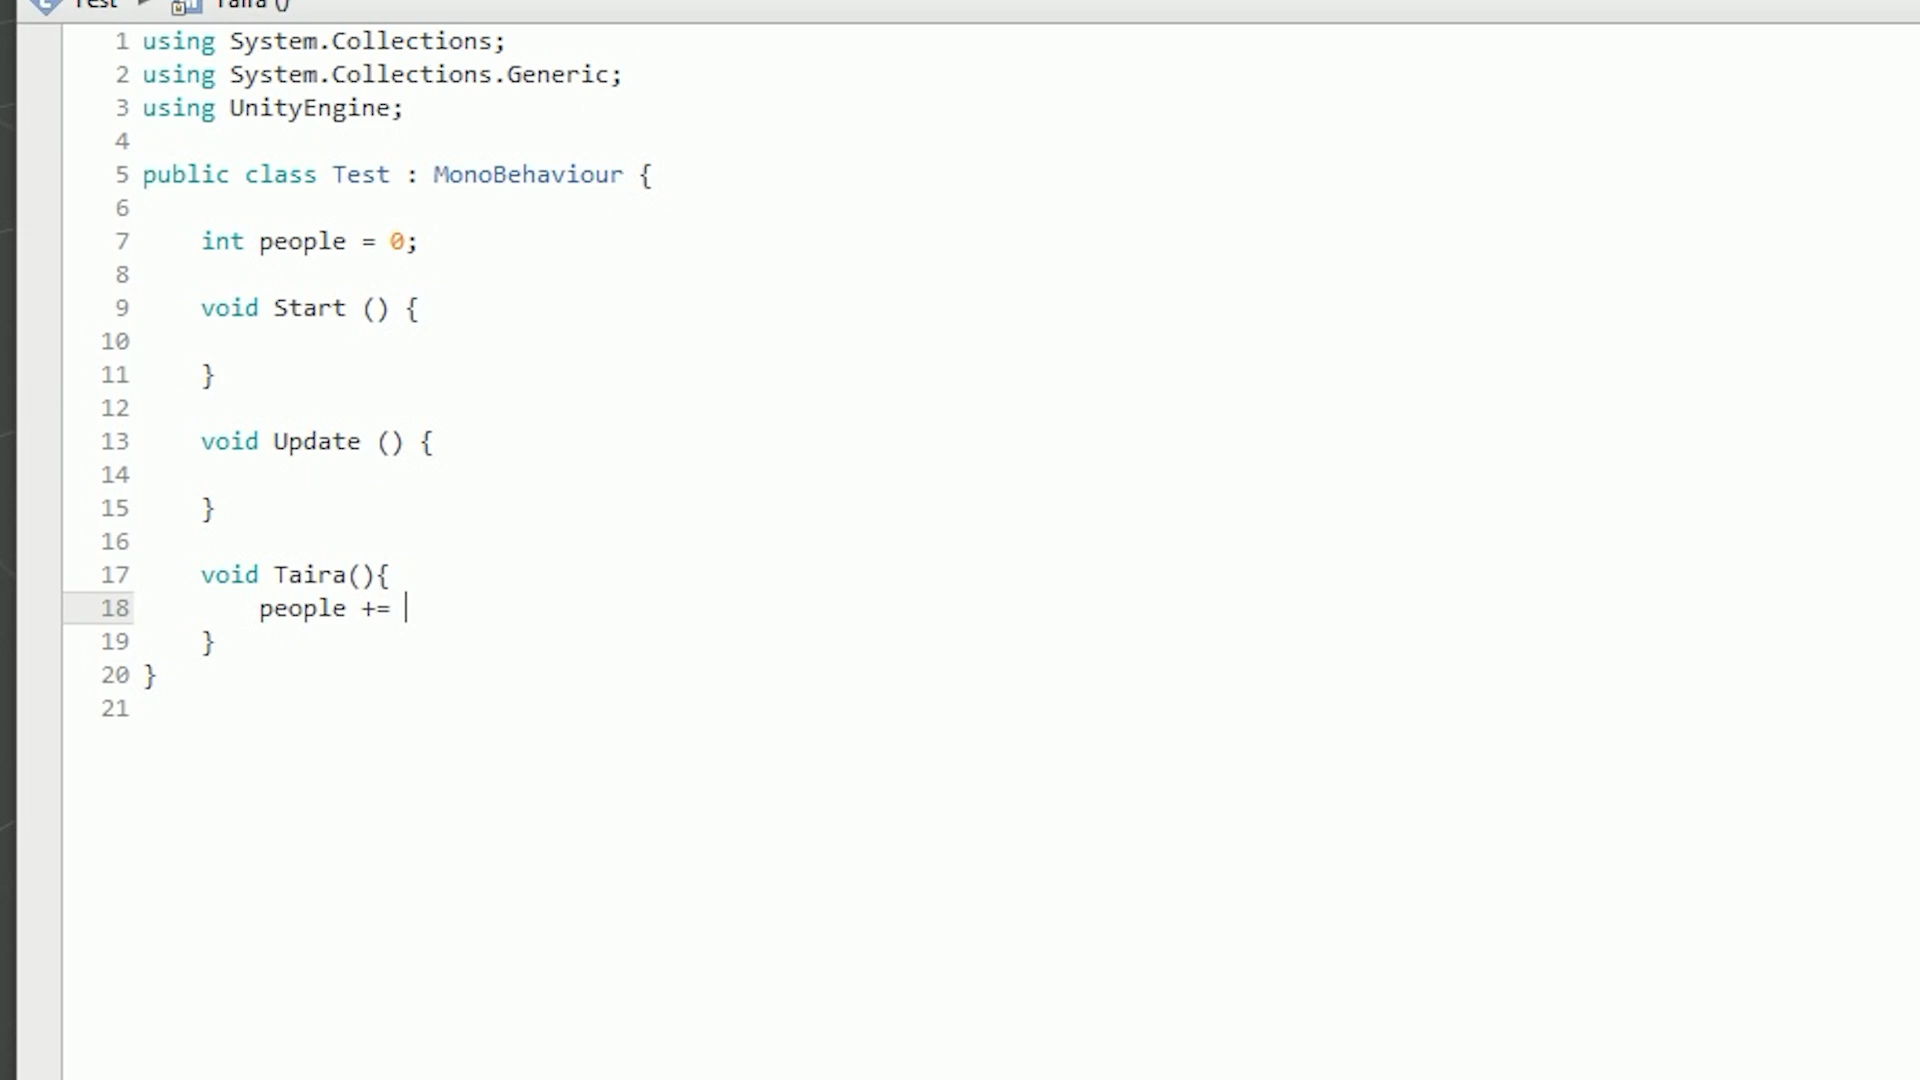 Test ▸ Taira ()
1 using System.Collections;
2 using System.Collections.Generic;
3 using UnityEngine;
4
5 public class Test : MonoBehaviour {
6
7     int people = 0;
8
9     void Start () {
10
11     }
12
13     void Update () {
14
15     }
16
17     void Taira(){
18         people +=
19     }
20 }
21